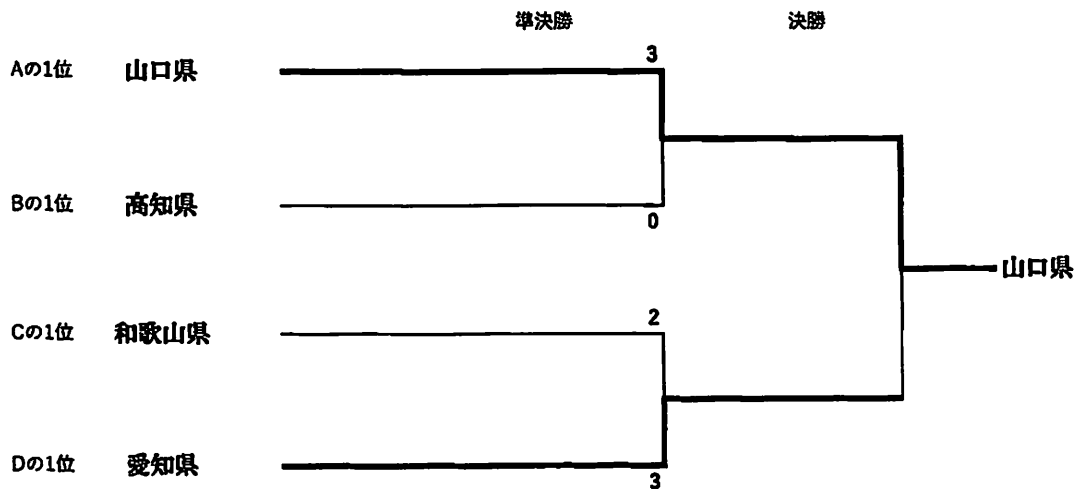 準決勝 決勝
Aの1位 山口県 3
Bの1位 高知県 0
山口県
Cの1位 和歌山県 2
Dの1位 愛知県 3